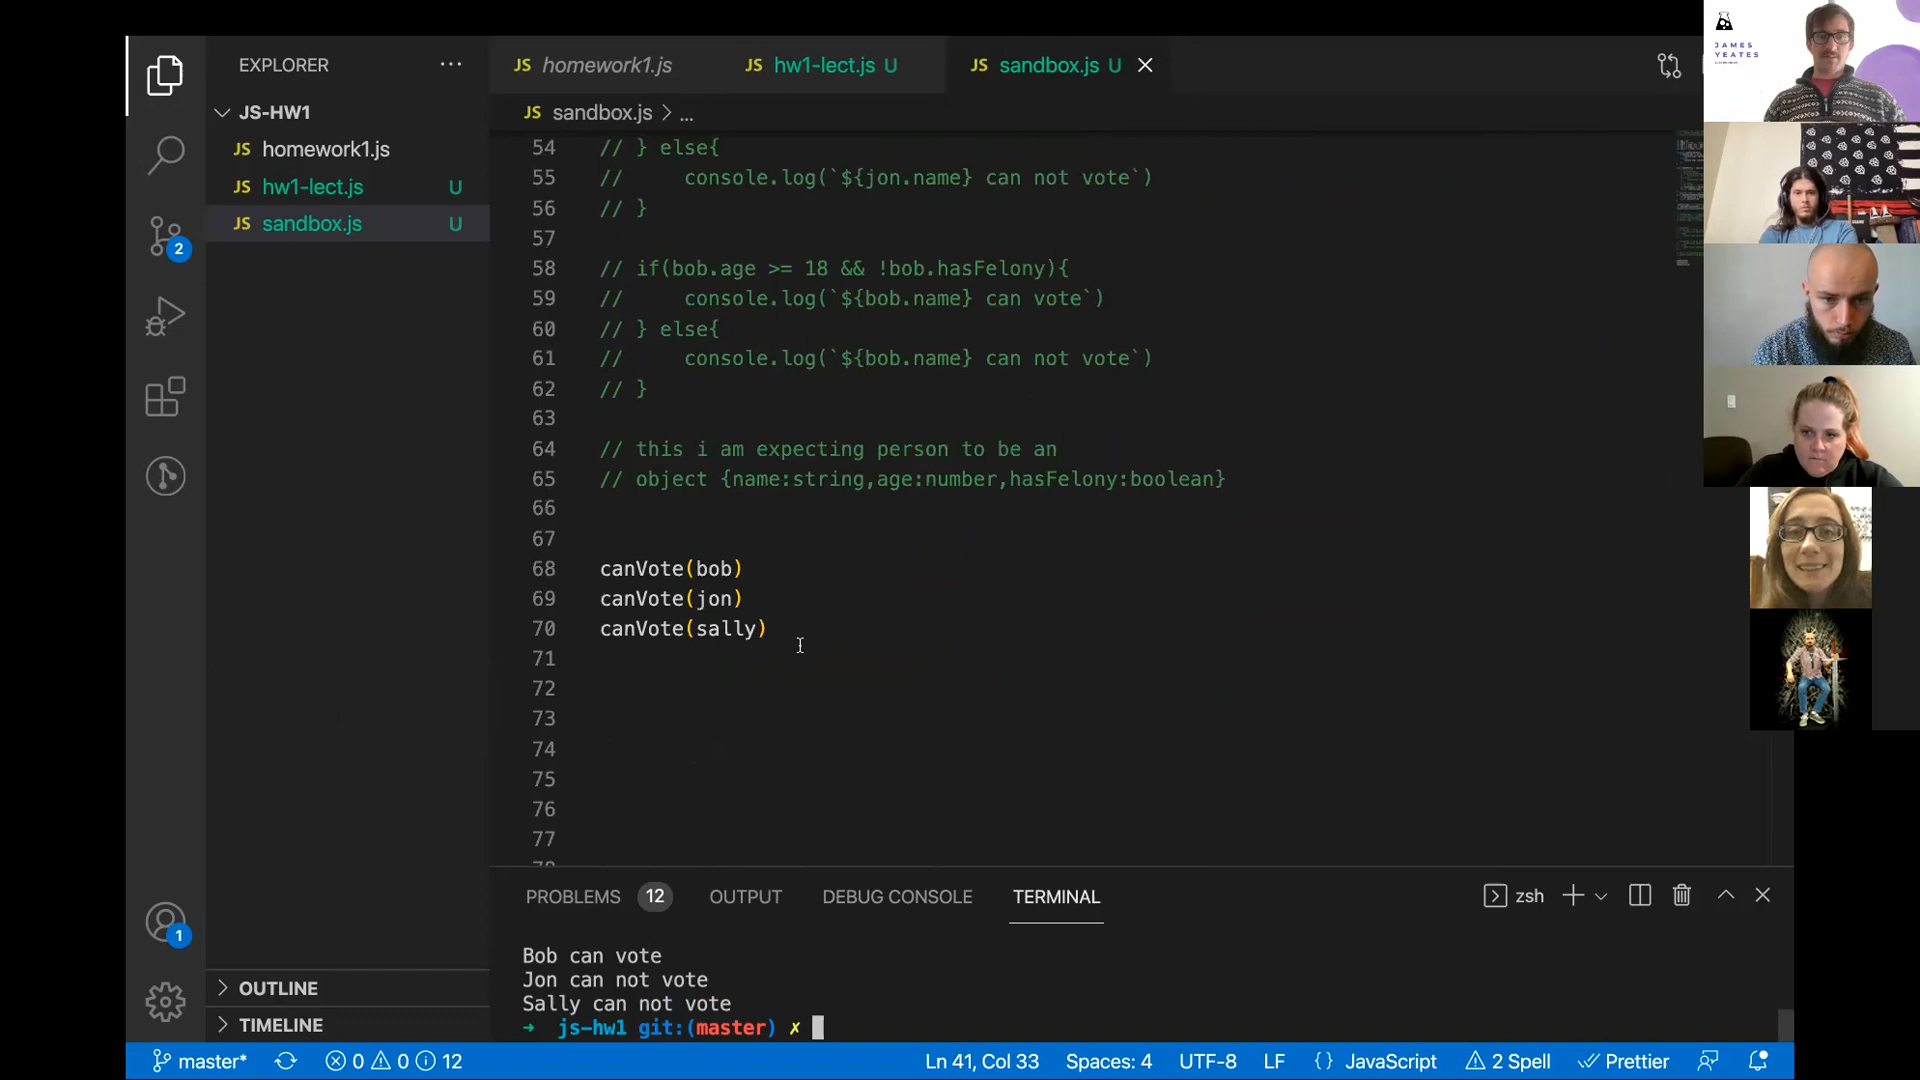 EXPLORER ...
JS homework1.js
JS hw1-lect.js U
JS sandbox.js U
JS-HW1
JS homework1.js
JS hw1-lect.js U
JS sandbox.js U
2
JS sandbox.js > ...
54 // } else{
55 //     console.log(`${jon.name} can not vote`)
56 // }
57
58 // if(bob.age >= 18 && !bob.hasFelony){
59 //     console.log(`${bob.name} can vote`)
60 // } else{
61 //     console.log(`${bob.name} can not vote`)
62 // }
63
64 // this i am expecting person to be an
65 // object {name:string,age:number,hasFelony:boolean}
66
67
68 canVote(bob)
69 canVote(jon)
70 canVote(sally)
71
72
73
74
75
76
77
JAMES
YEATES
PROBLEMS 12 OUTPUT DEBUG CONSOLE TERMINAL
zsh
Bob can vote
Jon can not vote
Sally can not vote
➜ js-hw1 git:(master) ✗
1
OUTLINE
TIMELINE
master* 0 0 12
Ln 41, Col 33 Spaces: 4 UTF-8 LF {} JavaScript 2 Spell Prettier